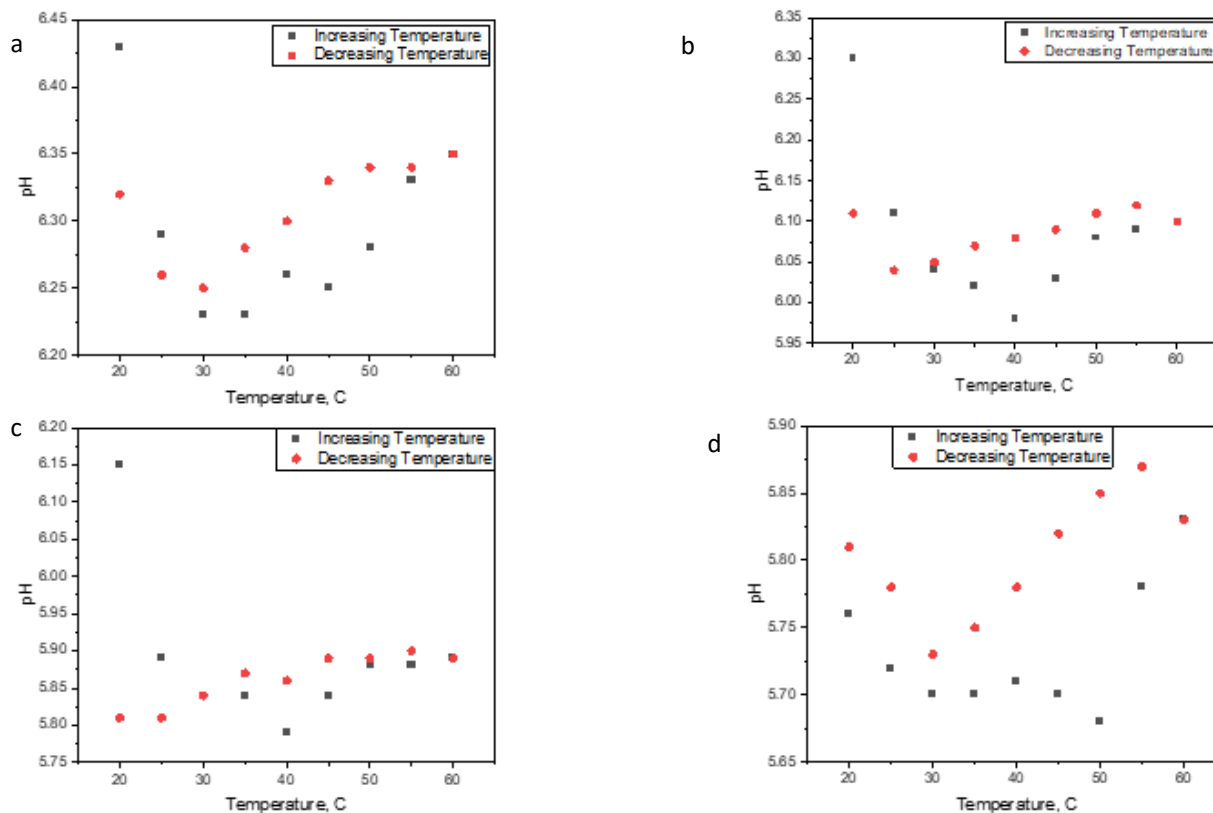 a
6.45
6.40
6.35
6.30
6.25
6.20
pH
20
30
40
50
60
Temperature, C
Increasing Temperature
Decreasing Temperature
b
6.35
6.30
6.25
6.20
6.15
6.10
6.05
6.00
5.95
pH
20
30
40
50
60
Temperature, C
Increasing Temperature
Decreasing Temperature
c
6.20
6.15
6.10
6.05
6.00
5.95
5.90
5.85
5.80
5.75
pH
20
30
40
50
60
Temperature, C
Increasing Temperature
Decreasing Temperature
d
5.90
5.85
5.80
5.75
5.70
5.65
pH
20
30
40
50
60
Temperature, C
Increasing Temperature
Decreasing Temperature